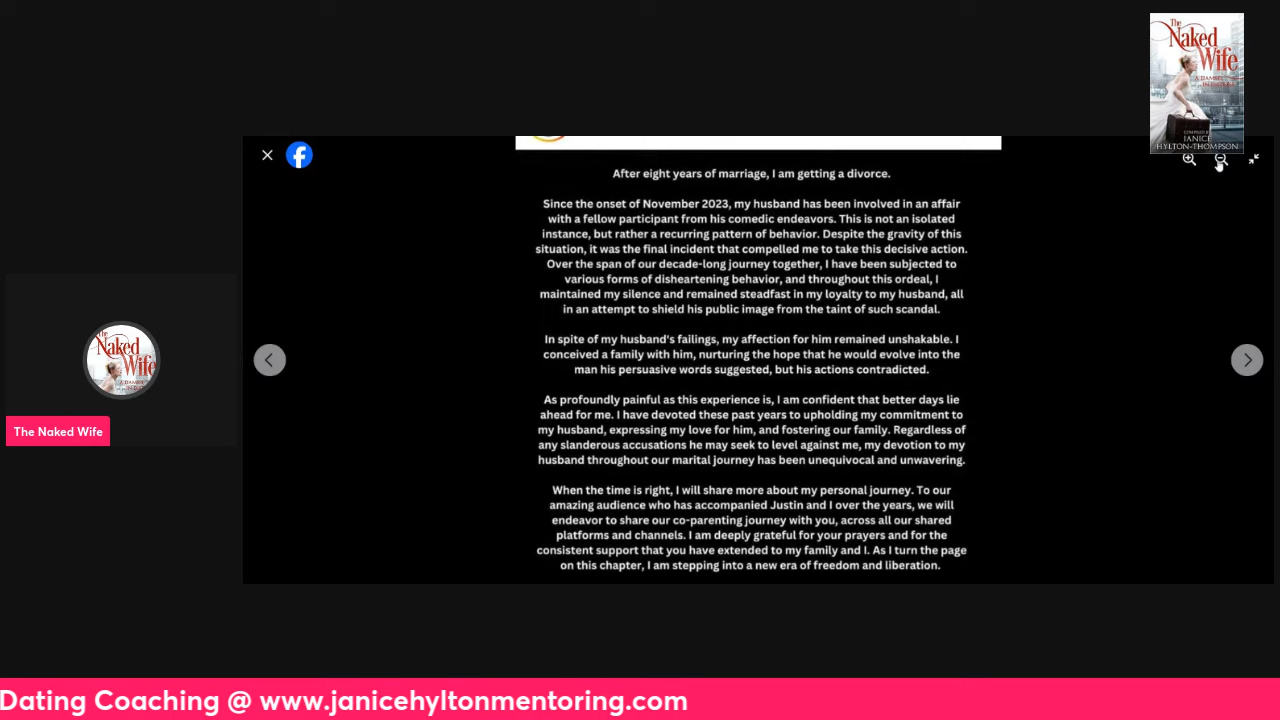 The
Naked
Wife
A DAMSEL
COMPILED BY
JANICE
HYLTON-THOMPSON
After eight years of marriage, I am getting a divorce.
Since the onset of November 2023, my husband has been involved in an affair
with a fellow participant from his comedic endeavors. This is not an isolated
instance, but rather a recurring pattern of behavior. Despite the gravity of this
situation, it was the final incident that compelled me to take this decisive action.
Over the span of our decade-long journey together, I have been subjected to
various forms of disheartening behavior, and throughout this ordeal, I
maintained my silence and remained steadfast in my loyalty to my husband, all
in an attempt to shield his public image from the taint of such scandal.
In spite of my husband's failings, my affection for him remained unshakable. I
conceived a family with him, nurturing the hope that he would evolve into the
man his persuasive words suggested, but his actions contradicted.
As profoundly painful as this experience is, I am confident that better days lie
ahead for me. I have devoted these past years to upholding my commitment to
my husband, expressing my love for him, and fostering our family. Regardless of
any slanderous accusations he may seek to level against me, my devotion to my
husband throughout our marital journey has been unequivocal and unwavering.
When the time is right, I will share more about my personal journey. To our
amazing audience who has accompanied Justin and I over the years, we will
endeavor to share our co-parenting journey with you, across all our shared
platforms and channels. I am deeply grateful for your prayers and for the
consistent support that you have extended to my family and I. As I turn the page
on this chapter, I am stepping into a new era of freedom and liberation.
The
Naked
Wife
The Naked Wife
Dating Coaching @ www.janicehyltonmentoring.com